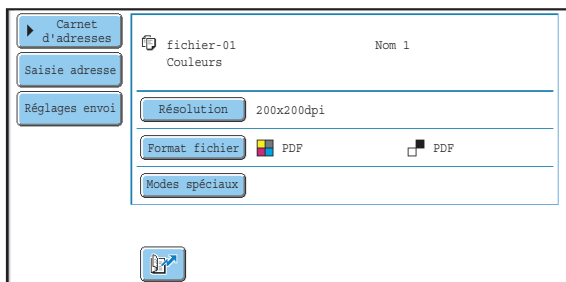 Carnet
d'adresses
Saisie adresse
Réglages envoi
fichier-01 Nom 1
Couleurs
Résolution 200x200dpi
Format fichier PDF PDF
Modes spéciaux